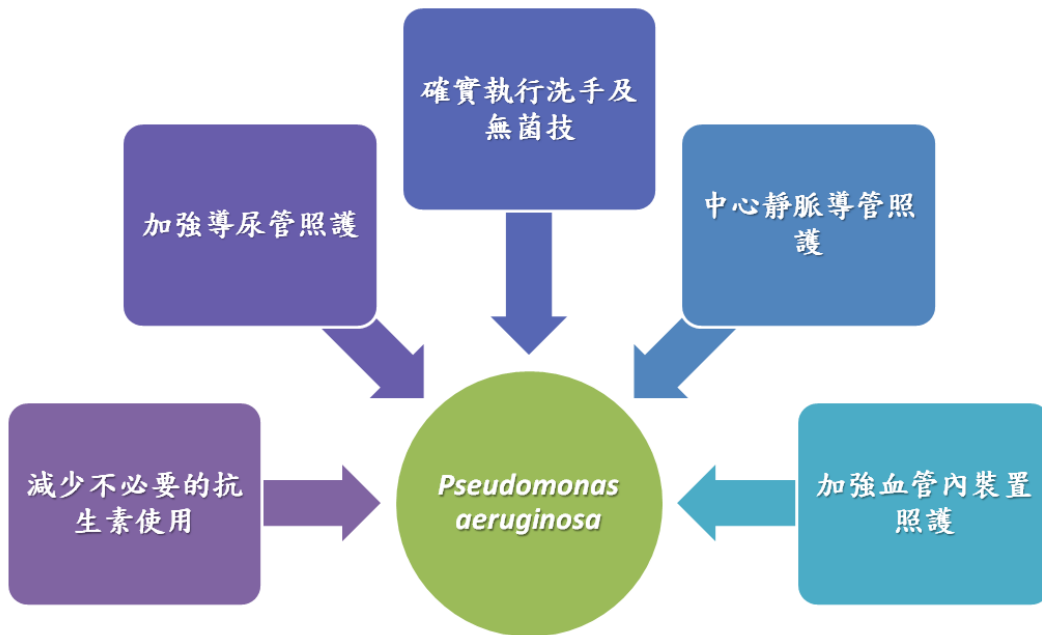 確實執行洗手及
無菌技
加強導尿管照護
中心靜脈導管照
護
減少不必要的抗
生素使用
Pseudomonas
aeruginosa
加強血管內裝置
照護